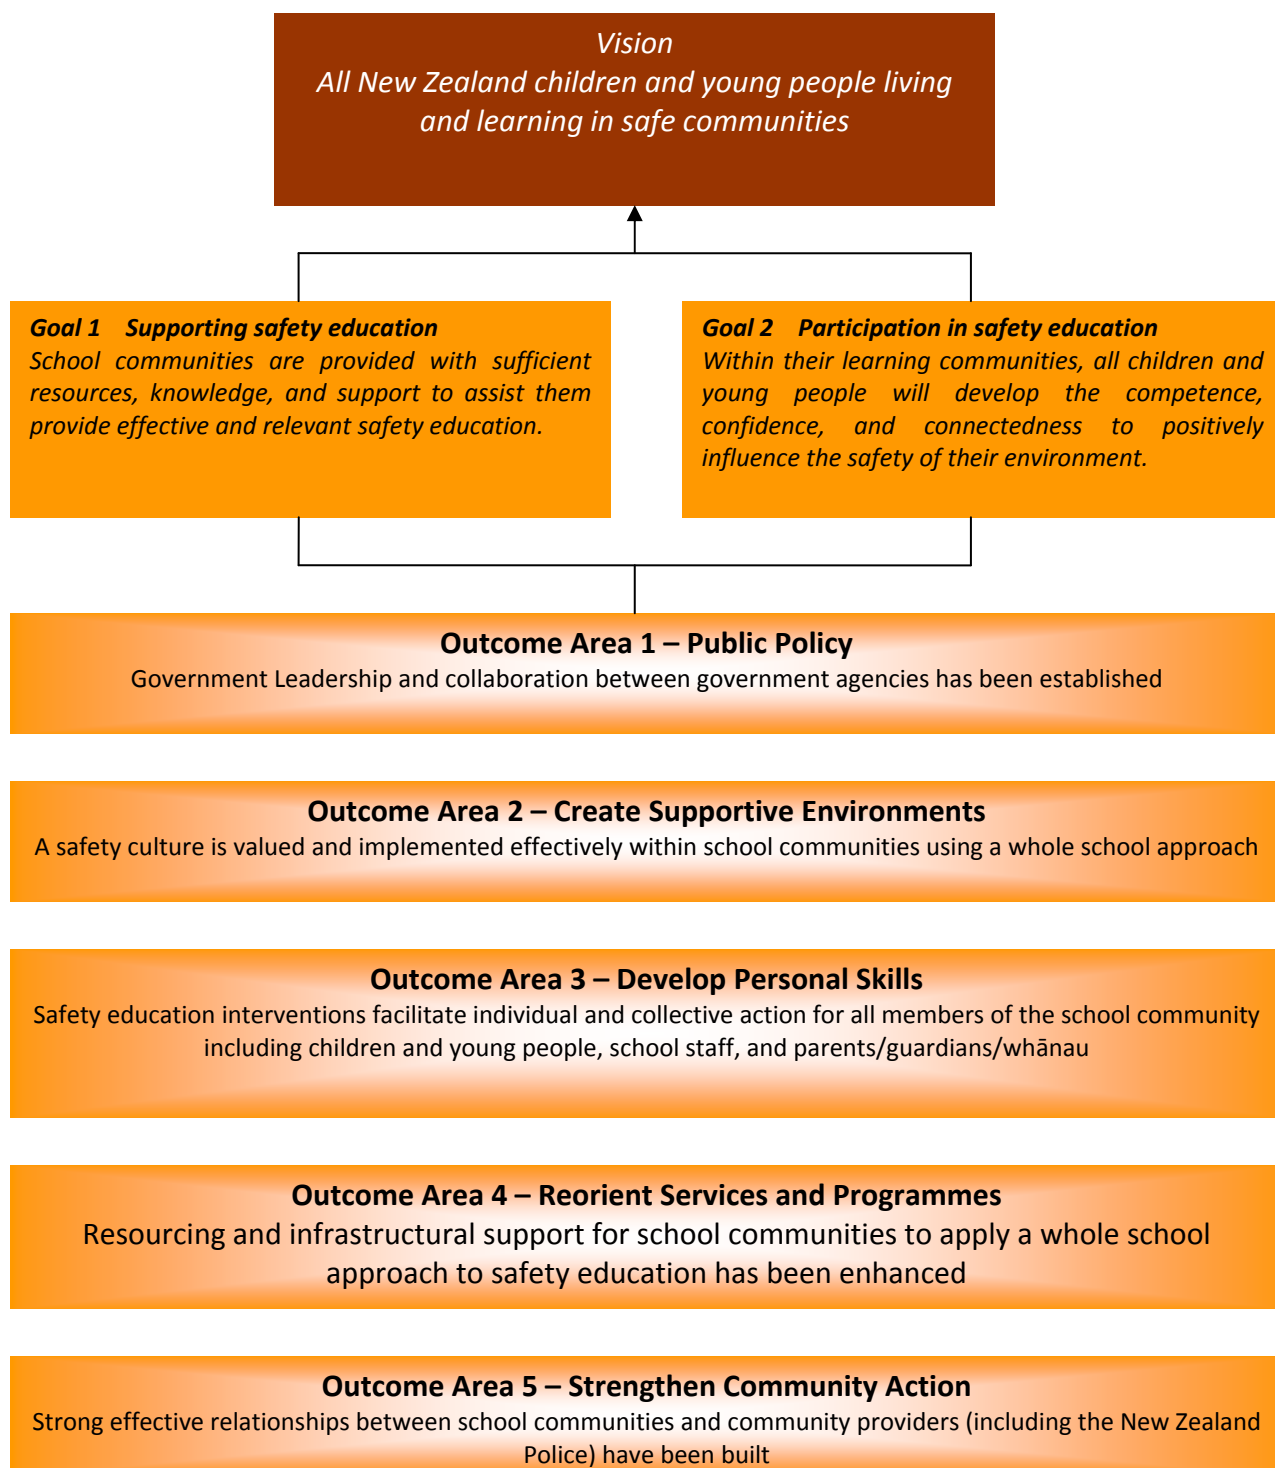 Vision
All New Zealand children and young people living
and learning in safe communities
Goal 1 Supporting safety education
School communities are provided with sufficient
resources, knowledge, and support to assist them
provide effective and relevant safety education.
Goal 2 Participation in safety education
Within their learning communities, all children and
young people will develop the competence,
confidence, and connectedness to positively
influence the safety of their environment.
Outcome Area 1 – Public Policy
Government Leadership and collaboration between government agencies has been established
Outcome Area 2 – Create Supportive Environments
A safety culture is valued and implemented effectively within school communities using a whole school approach
Outcome Area 3 – Develop Personal Skills
Safety education interventions facilitate individual and collective action for all members of the school community
including children and young people, school staff, and parents/guardians/whānau
Outcome Area 4 – Reorient Services and Programmes
Resourcing and infrastructural support for school communities to apply a whole school
approach to safety education has been enhanced
Outcome Area 5 – Strengthen Community Action
Strong effective relationships between school communities and community providers (including the New Zealand
Police) have been built